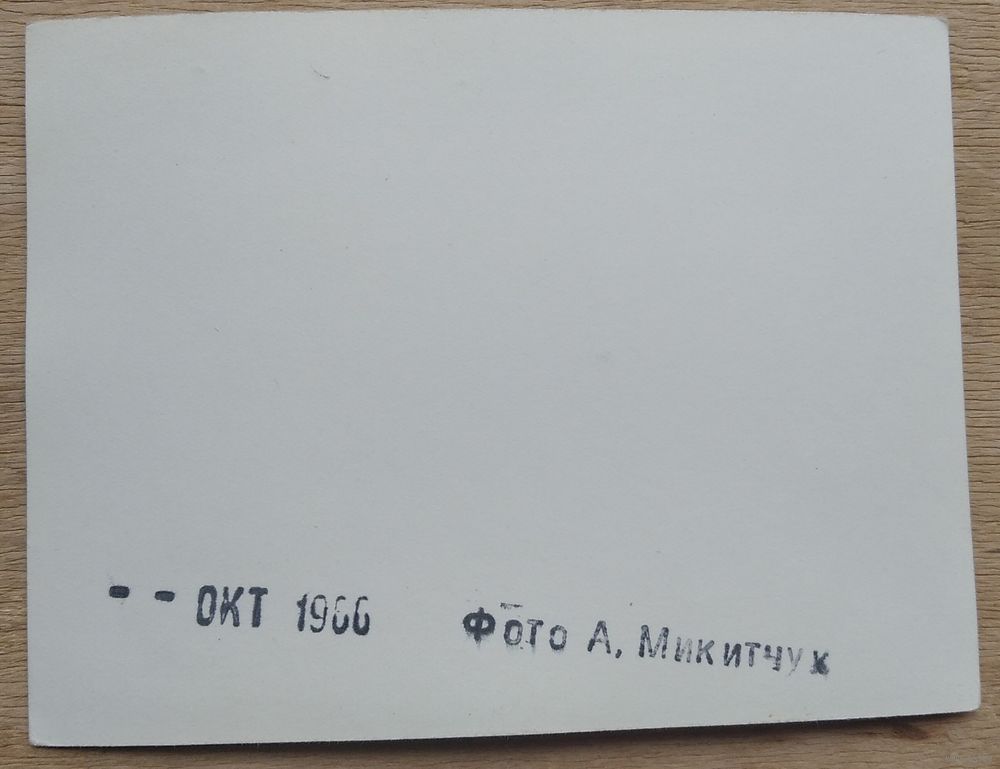 - - ОКТ 1966 Фото А. Микитчук